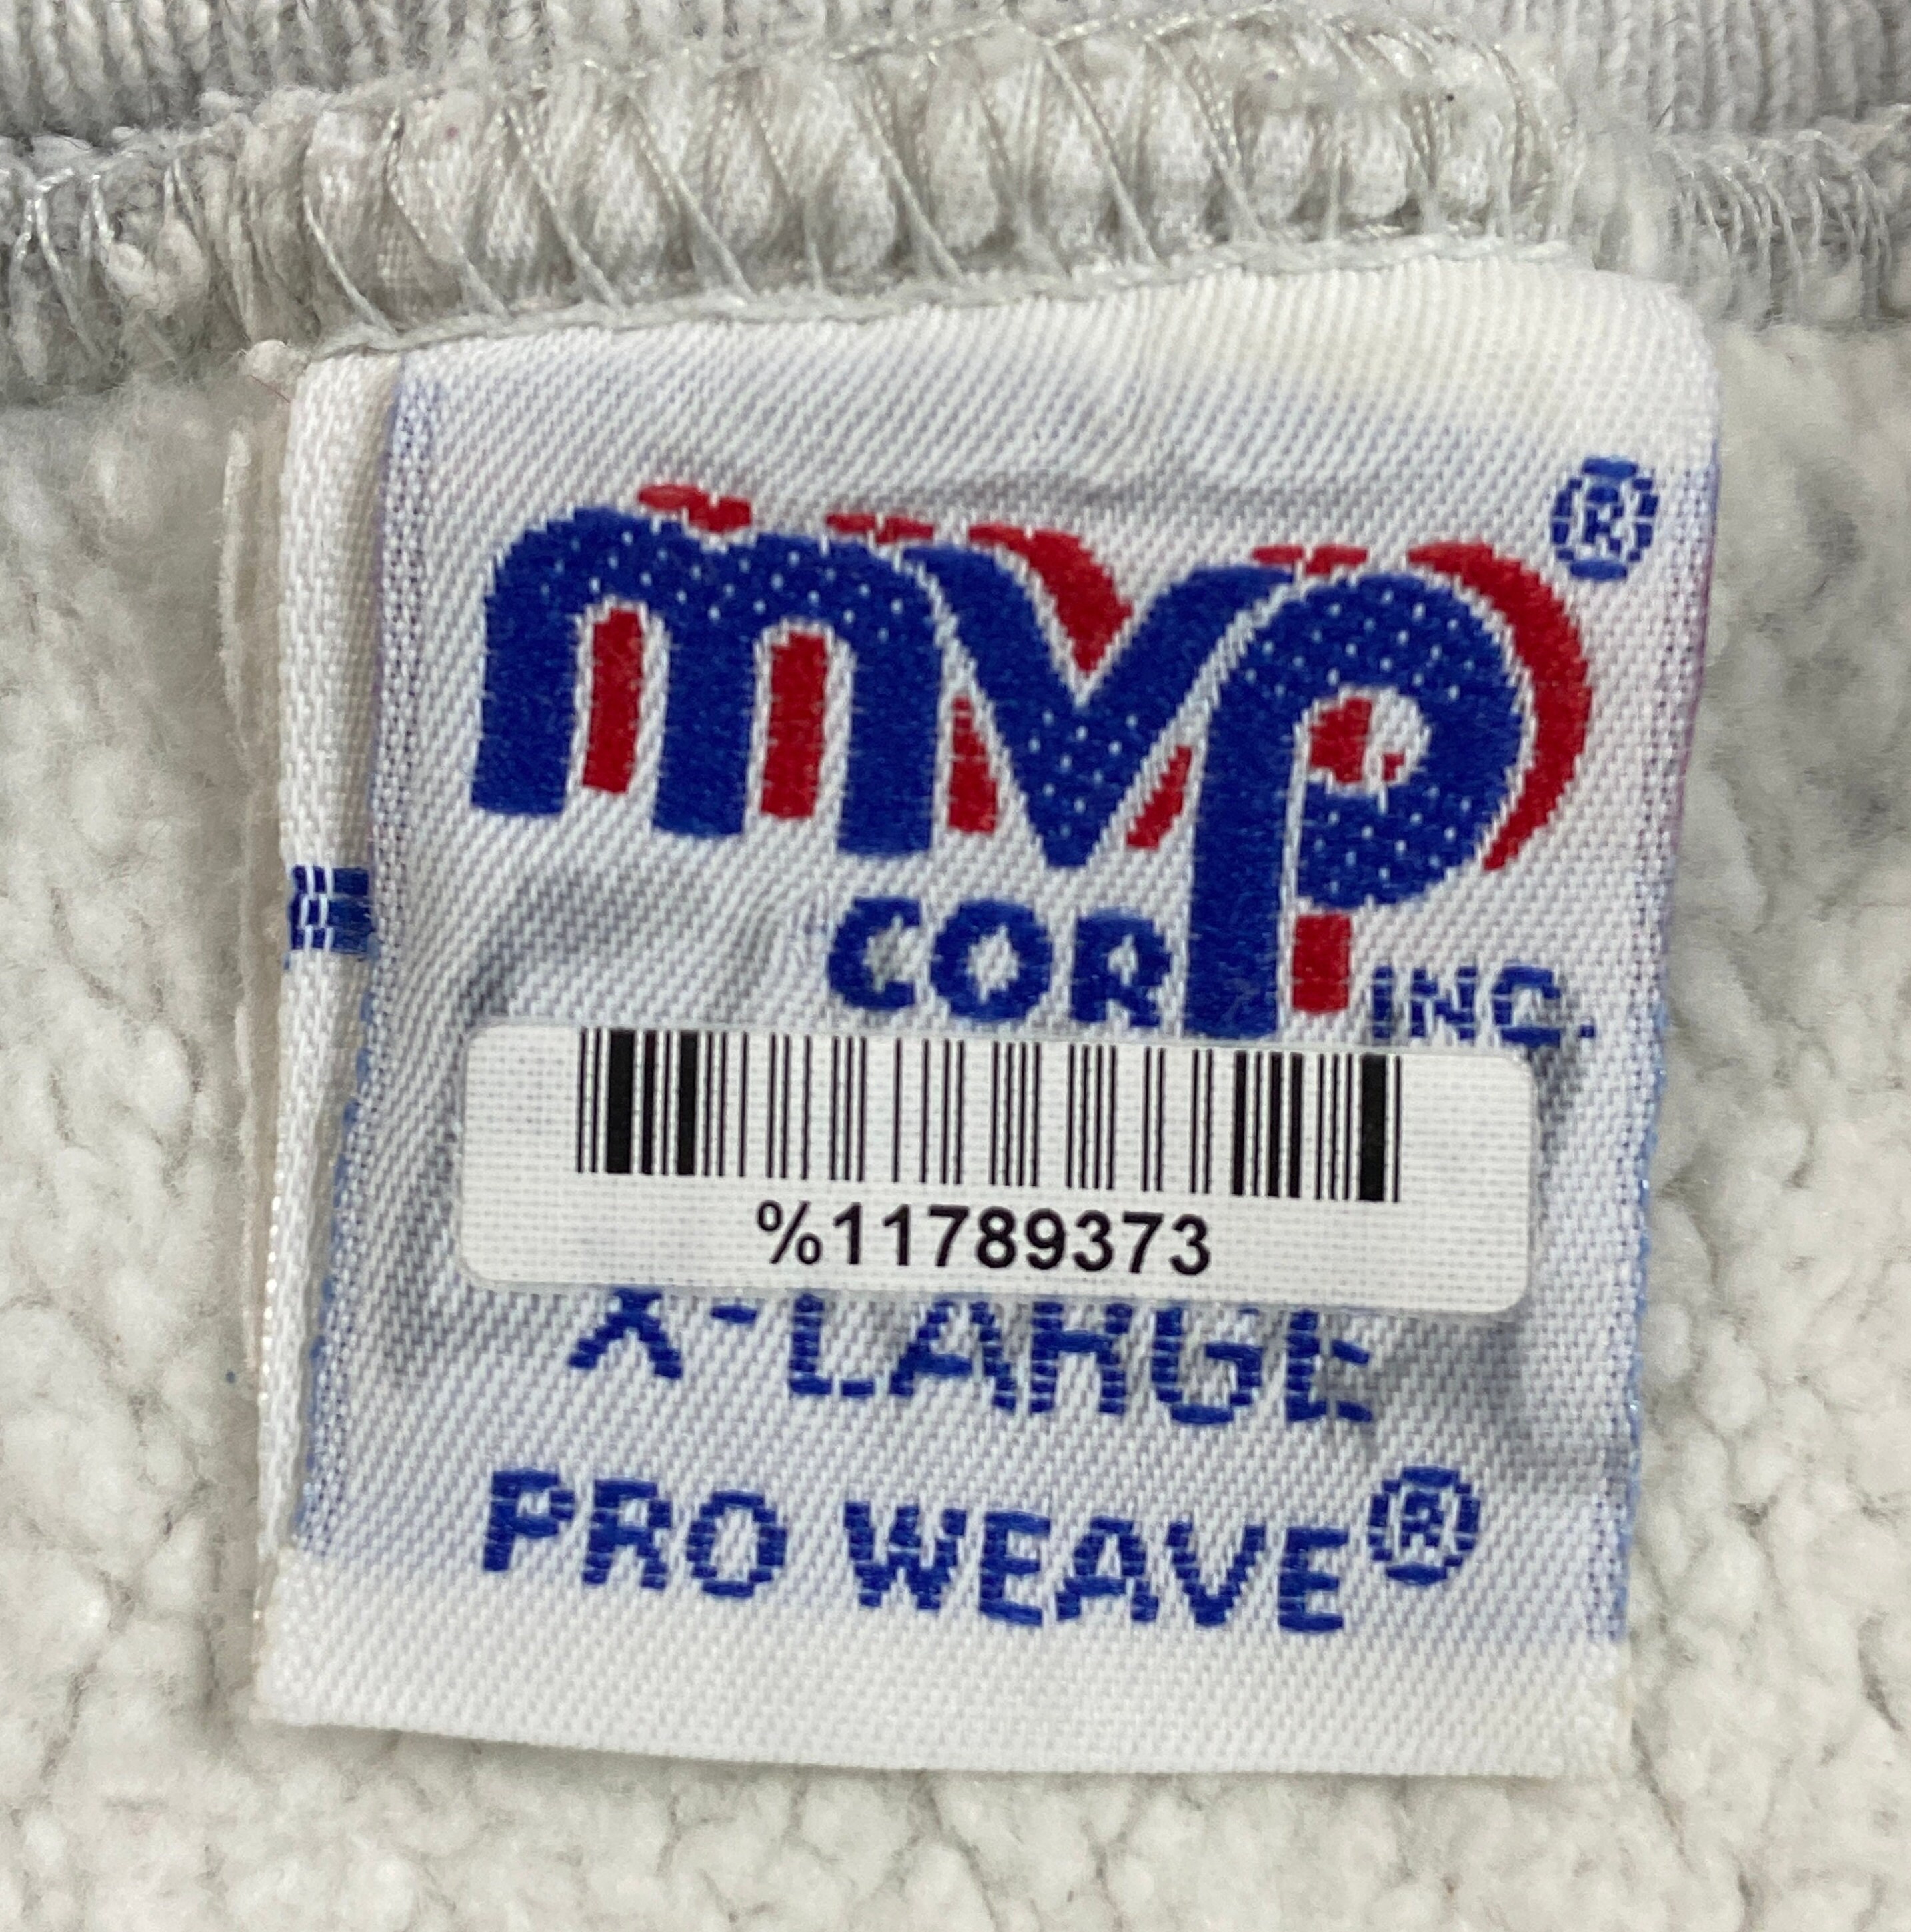 mvp®
CORP INC.
%11789373
X-LARGE
PRO WEAVE®